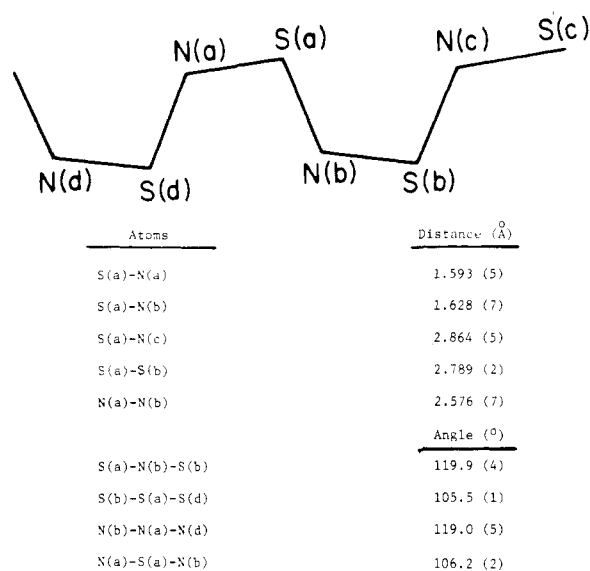 S(c)
S(a)
N(c)
N(a)
N(d)
S(d)
N(b)
S(b)
Atoms Distance (Å)
S(a)-N(a) 1.593 (5)
S(a)-N(b) 1.628 (7)
S(a)-N(c) 2.864 (5)
S(a)-S(b) 2.789 (2)
N(a)-N(b) 2.576 (7)
Angle (°)
S(a)-N(b)-S(b) 119.9 (4)
S(b)-S(a)-S(d) 105.5 (1)
N(b)-N(a)-N(d) 119.0 (5)
N(a)-S(a)-N(b) 106.2 (2)